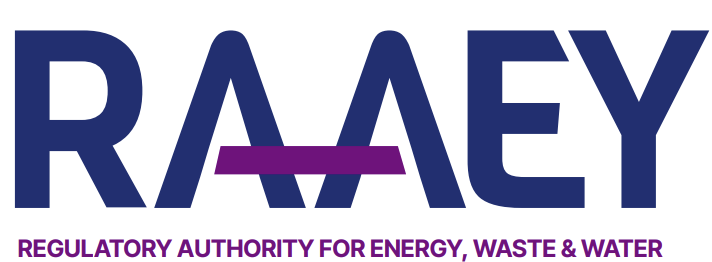 RAAEY
REGULATORY AUTHORITY FOR ENERGY, WASTE & WATER